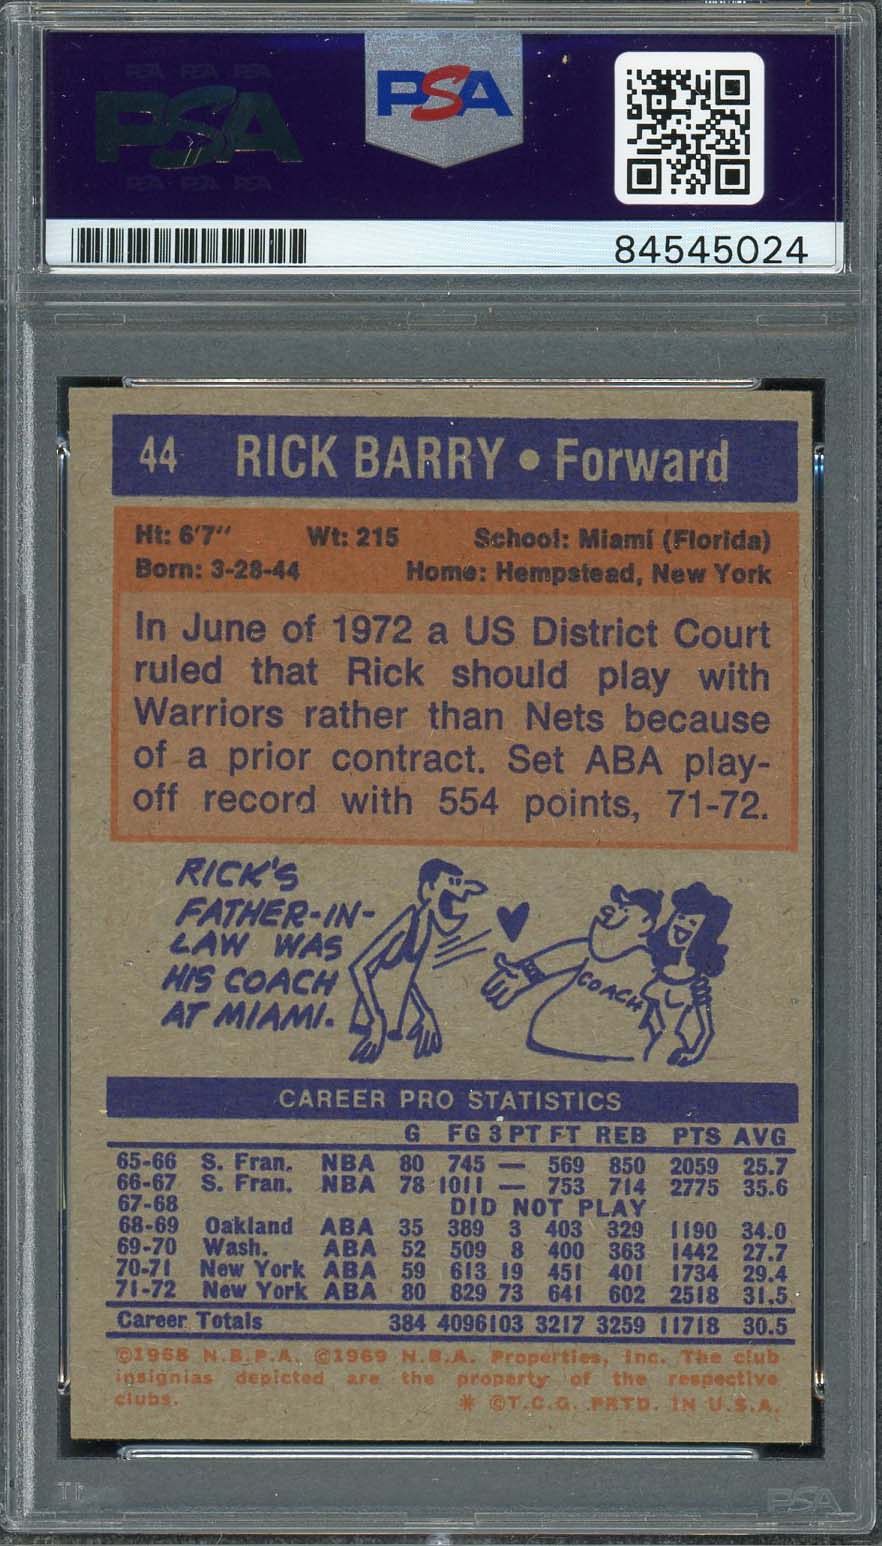 PSA PSA PSA
PSA
PSA PSA PSA
PSA
84545024
44 RICK BARRY • Forward
Ht: 6'7" Wt: 215 School: Miami (Florida)
Born: 3-28-44 Home: Hempstead, New York
In June of 1972 a US District Court
ruled that Rick should play with
Warriors rather than Nets because
of a prior contract. Set ABA play-
off record with 554 points, 71-72.
RICK'S
FATHER-IN-
LAW WAS
HIS COACH
AT MIAMI.
COACH
CAREER PRO STATISTICS
G FG 3 PT FT REB PTS AVG
65-66 S. Fran. NBA 80 745 — 569 850 2059 25.7
66-67 S. Fran. NBA 78 1011 — 753 714 2775 35.6
67-68 DID NOT PLAY
68-69 Oakland ABA 35 389 3 403 329 1190 34.0
69-70 Wash. ABA 52 509 8 400 363 1442 27.7
70-71 New York ABA 59 613 19 451 401 1734 29.4
71-72 New York ABA 80 829 73 641 602 2518 31.5
Career Totals 384 4096 103 3217 3259 11718 30.5
©1968 N.B.P.A. ©1969 N.B.A. Properties, Inc. The club
insignias depicted are the property of the respective
clubs. * ©T.C.G. PRTD. IN U.S.A.
PSA